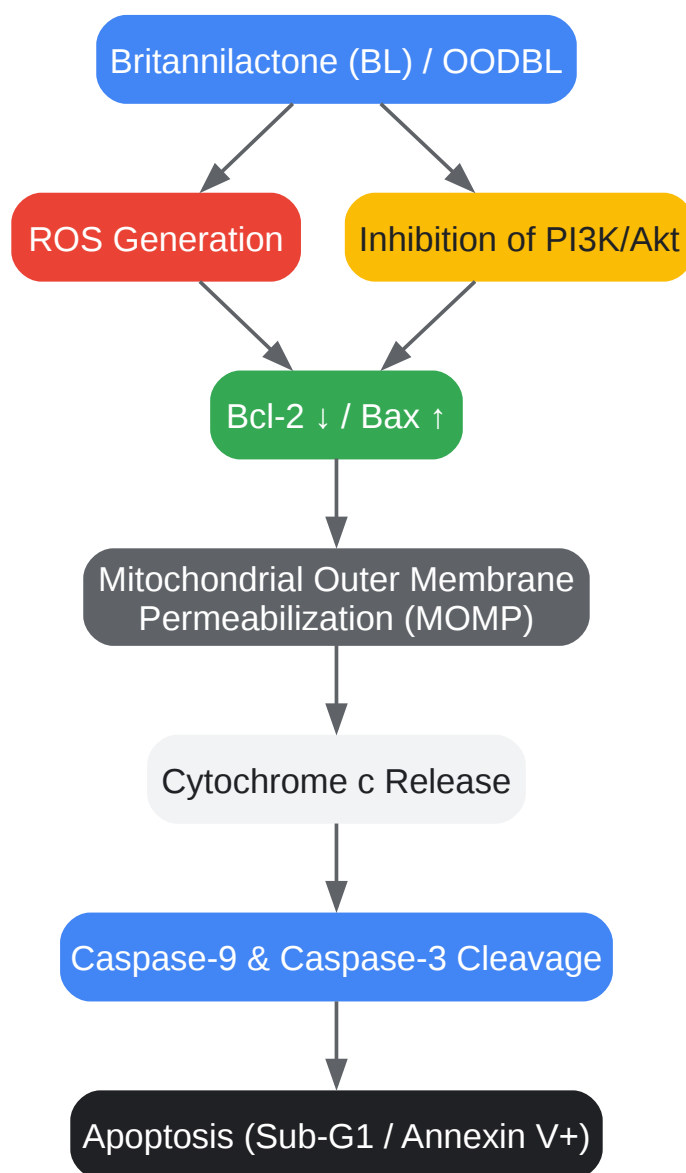 Britannilactone (BL) / OODBL
ROS Generation
Inhibition of PI3K/Akt
Bcl-2 ↓ / Bax ↑
Mitochondrial Outer Membrane
Permeabilization (MOMP)
Cytochrome c Release
Caspase-9 & Caspase-3 Cleavage
Apoptosis (Sub-G1 / Annexin V+)